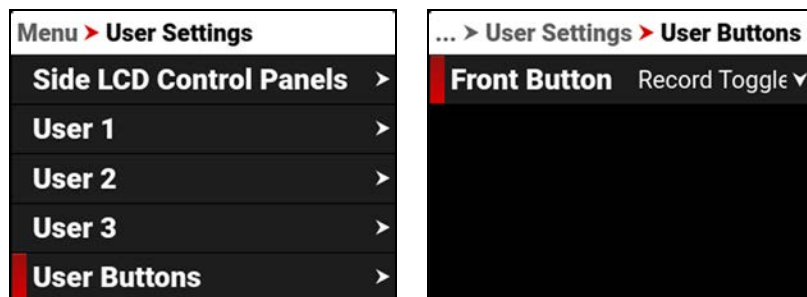 Menu > User Settings
Side LCD Control Panels >
User 1 >
User 2 >
User 3 >
User Buttons >
... > User Settings > User Buttons
Front Button Record Toggle